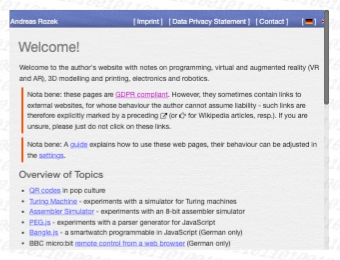 Andreas Rozek [ Imprint ] [ Data Privacy Statement ] [ Contact ] [ ]
Welcome!
Welcome to the author's website with notes on programming, virtual and augmented reality (VR
and AR), 3D modelling and printing, electronics and robotics.
Nota bene: these pages are GDPR compliant. However, they sometimes contain links to
external websites, for whose behaviour the author cannot assume liability - such links are
therefore explicitly marked by a preceding (or for Wikipedia articles, resp.). If you are
unsure, please just do not click on these links.
Nota bene: A guide explains how to use these web pages, their behaviour can be adjusted in
the settings.
Overview of Topics
• QR codes in pop culture
• Turing Machine - experiments with a simulator for Turing machines
• Assembler Simulator - experiments with an 8-bit assembler simulator
• PEG.js - experiments with a parser generator for JavaScript
• Bangle.js - a smartwatch programmable in JavaScript (German only)
• BBC micro:bit remote control from a web browser (German only)